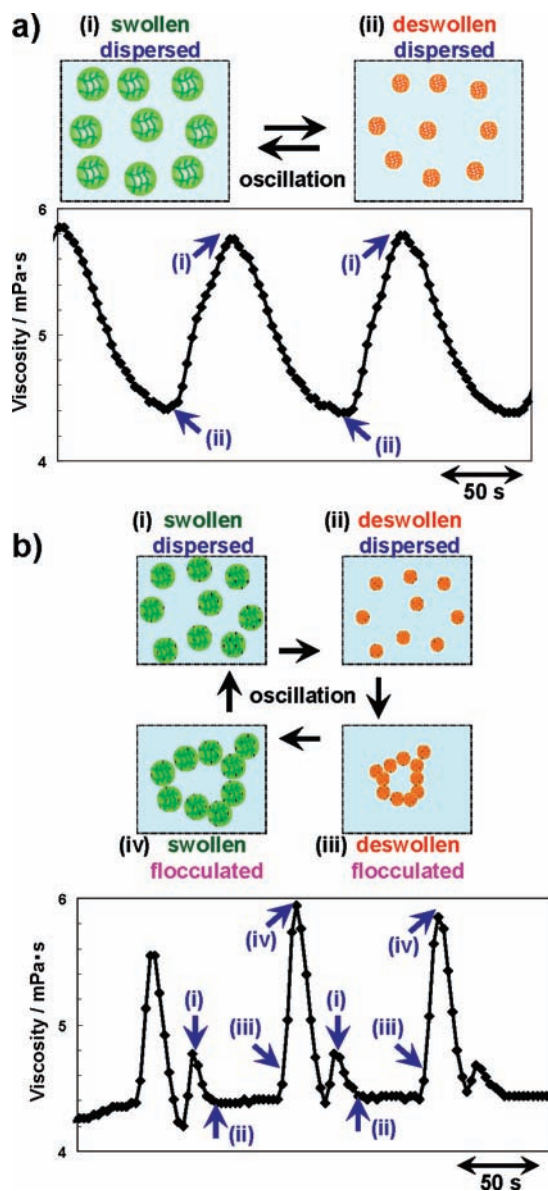 a)
(i) swollen
dispersed
(ii) deswollen
dispersed
oscillation
Viscosity / mPa·s
6
5
4
(i)
(i)
(ii)
(ii)
50 s
b)
(i) swollen
dispersed
(ii) deswollen
dispersed
oscillation
(iv) swollen
flocculated
(iii) deswollen
flocculated
Viscosity / mPa·s
6
5
4
(iv)
(iv)
(i)
(i)
(iii)
(iii)
(ii)
(ii)
50 s